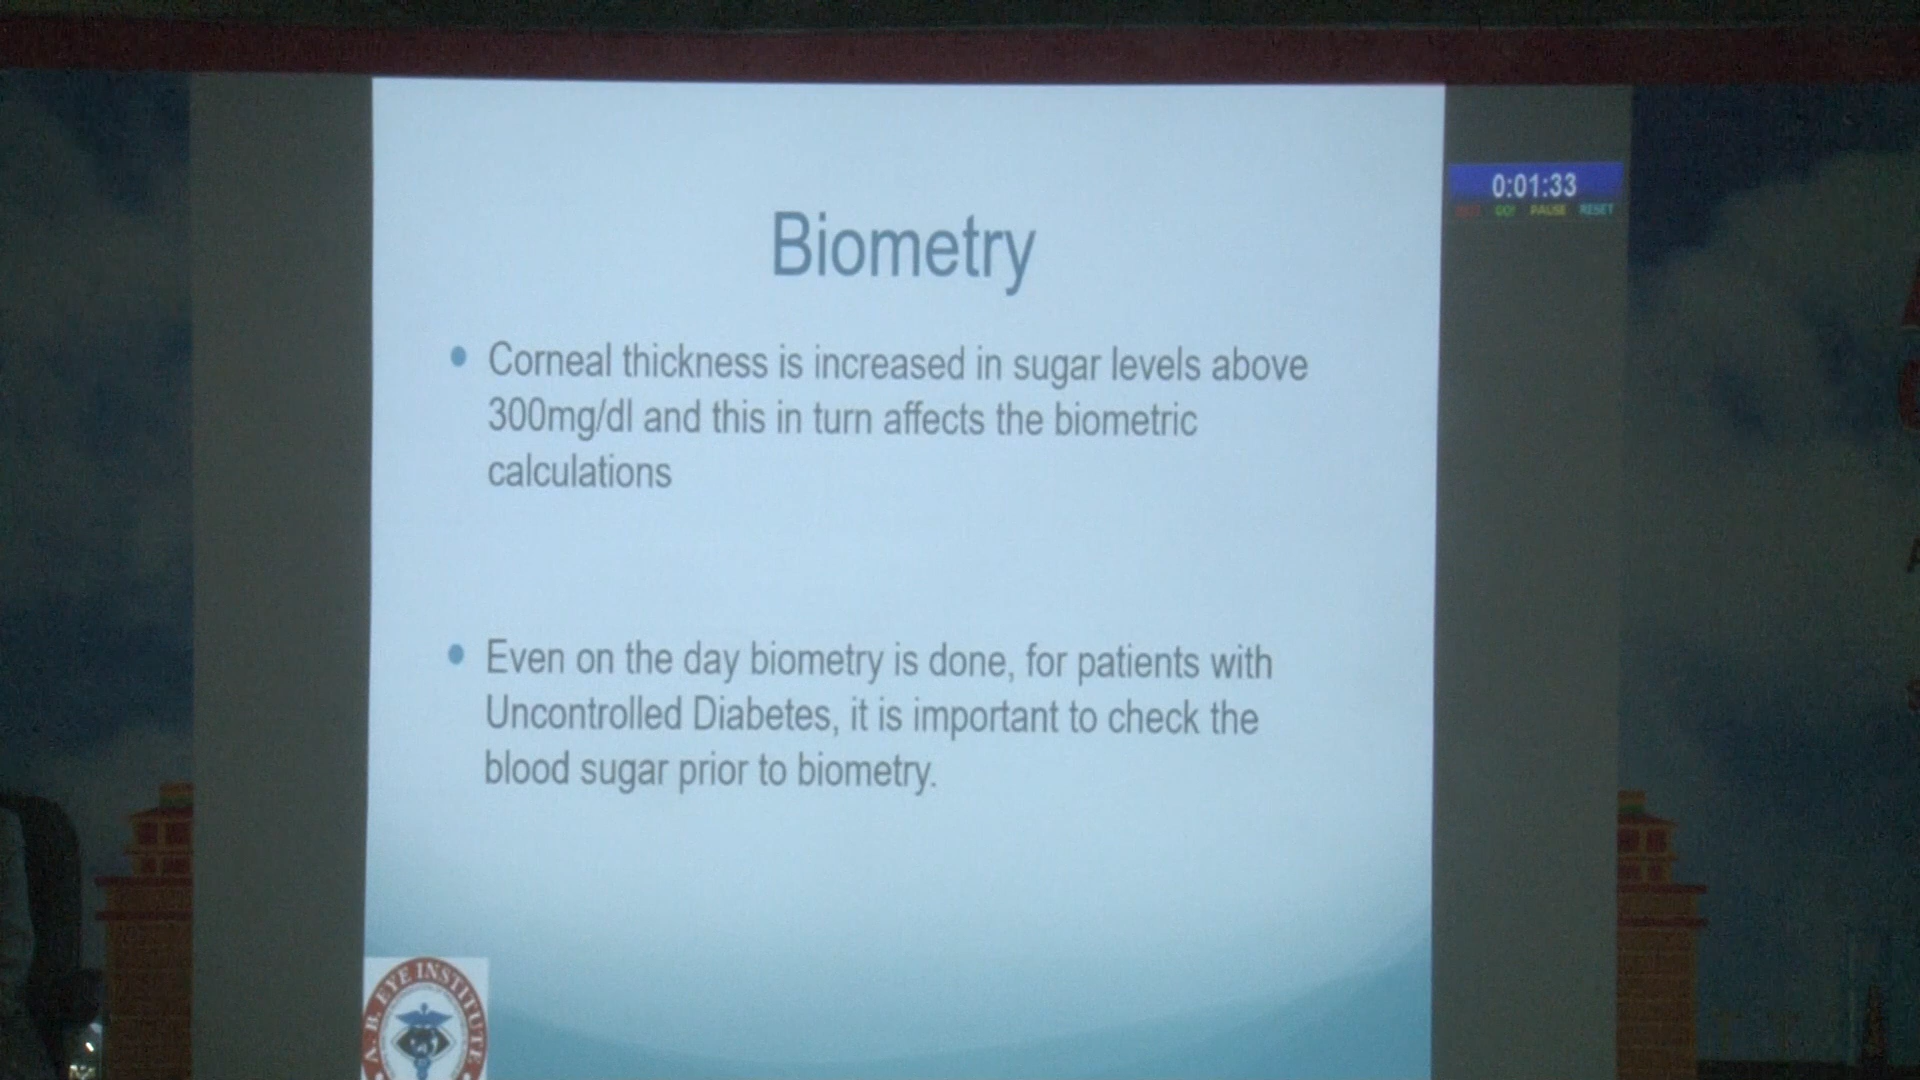 Biometry
0:01:33
GO! PAUSE RESET
• Corneal thickness is increased in sugar levels above
300mg/dl and this in turn affects the biometric
calculations
• Even on the day biometry is done, for patients with
Uncontrolled Diabetes, it is important to check the
blood sugar prior to biometry.
A. B. EYE INSTITUTE